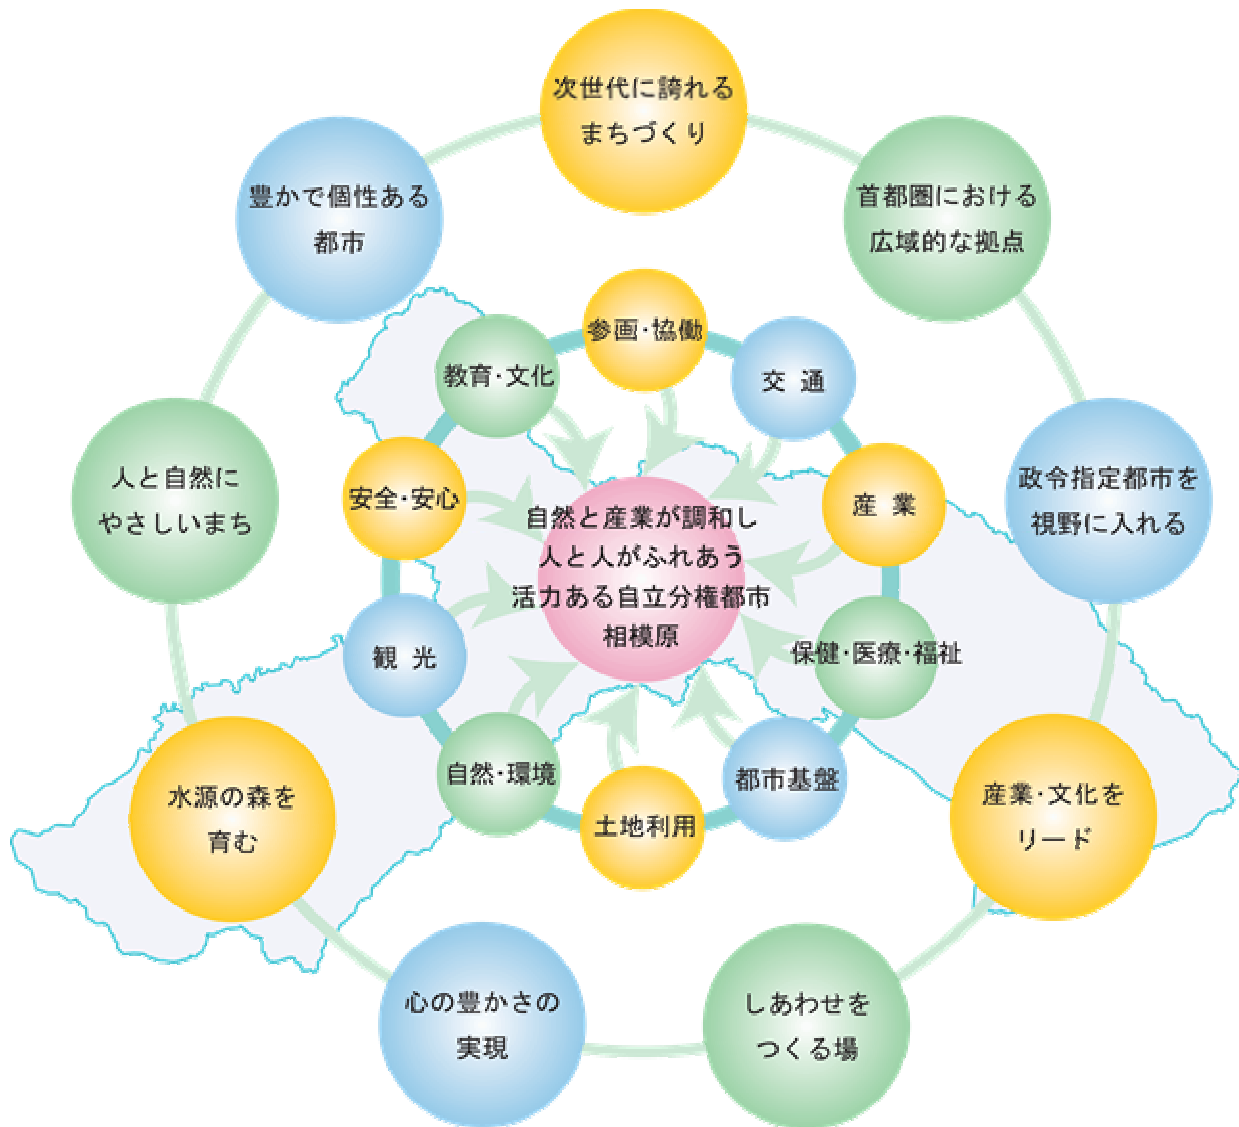 次世代に誇れる
まちづくり
豊かで個性ある
都市
首都圏における
広域的な拠点
参画・協働
教育・文化
交 通
人と自然に
やさしいまち
安全・安心
産 業
政令指定都市を
視野に入れる
自然と産業が調和し
人と人がふれあう
活力ある自立分権都市
相模原
観 光
保健・医療・福祉
自然・環境
都市基盤
土地利用
水源の森を
育む
産業・文化を
リード
心の豊かさの
実現
しあわせを
つくる場